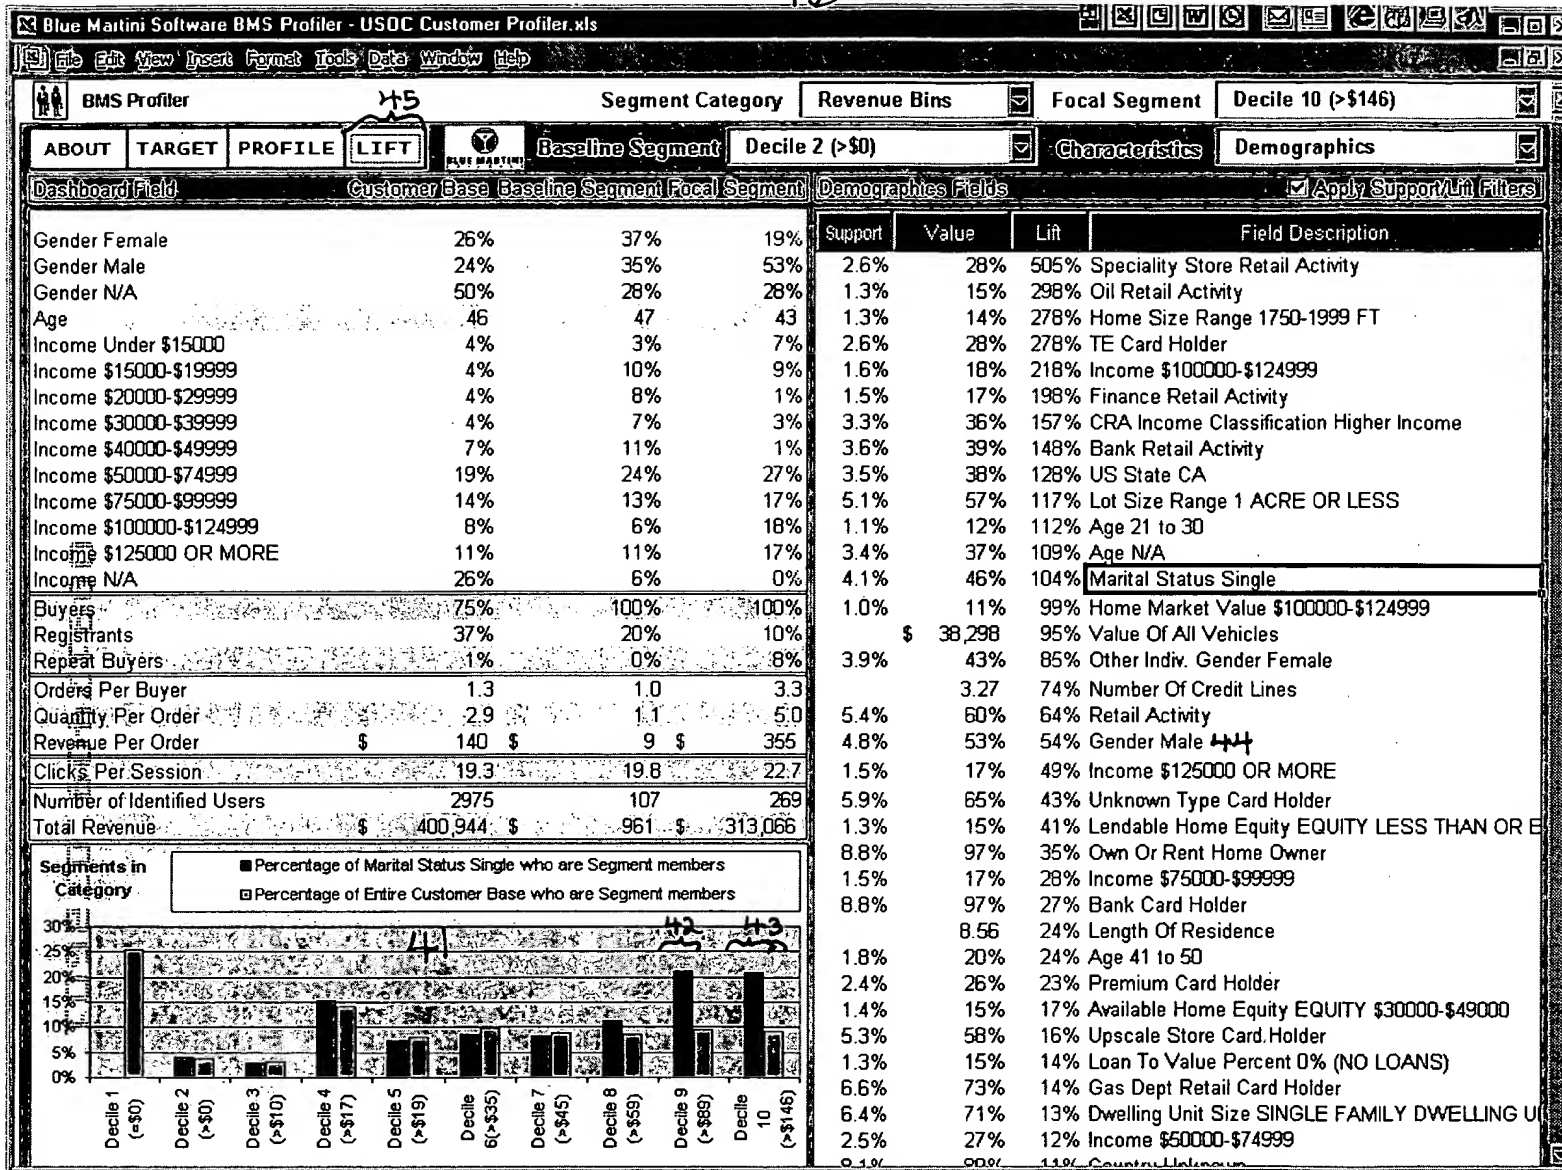 Blue Martini Software BMS Profiler - USOC Customer Profiler.xls
File Edit View Insert Format Tools Data Window Help
BMS Profiler 45 Segment Category Revenue Bins Focal Segment Decile 10 (>$146)
ABOUT TARGET PROFILE LIFT BLUE MARTINI Baseline Segment Decile 2 (>$0) Characteristics Demographics
Dashboard Field Customer Base Baseline Segment Focal Segment Demographics Fields Apply Support/Lift Filters
Support Value Lift Field Description
Gender Female 26% 37% 19%
Gender Male 24% 35% 53% 2.6% 28% 505% Speciality Store Retail Activity
Gender N/A 50% 28% 28% 1.3% 15% 298% Oil Retail Activity
Age 46 47 43 1.3% 14% 278% Home Size Range 1750-1999 FT
Income Under $15000 4% 3% 7% 2.6% 28% 278% TE Card Holder
Income $15000-$19999 4% 10% 9% 1.6% 18% 218% Income $100000-$124999
Income $20000-$29999 4% 8% 1% 1.5% 17% 198% Finance Retail Activity
Income $30000-$39999 4% 7% 3% 3.3% 36% 157% CRA Income Classification Higher Income
Income $40000-$49999 7% 11% 1% 3.6% 39% 148% Bank Retail Activity
Income $50000-$74999 19% 24% 27% 3.5% 38% 128% US State CA
Income $75000-$99999 14% 13% 17% 5.1% 57% 117% Lot Size Range 1 ACRE OR LESS
Income $100000-$124999 8% 6% 18% 1.1% 12% 112% Age 21 to 30
Income $125000 OR MORE 11% 11% 17% 3.4% 37% 109% Age N/A
Income N/A 26% 6% 0% 4.1% 46% 104% Marital Status Single
Buyers 75% 100% 100% 1.0% 11% 99% Home Market Value $100000-$124999
Registrants 37% 20% 10% $ 38,298 95% Value Of All Vehicles
Repeat Buyers 1% 0% 8% 3.9% 43% 85% Other Indiv. Gender Female
Orders Per Buyer 1.3 1.0 3.3 3.27 74% Number Of Credit Lines
Quantity Per Order 2.9 1.1 5.0 5.4% 60% 64% Retail Activity
Revenue Per Order $ 140 $ 9 $ 355 4.8% 53% 54% Gender Male 44
Clicks Per Session 19.3 19.8 22.7 1.5% 17% 49% Income $125000 OR MORE
Number of Identified Users 2975 107 269 5.9% 65% 43% Unknown Type Card Holder
Total Revenue $ 400,944 $ 961 $ 313,066 1.3% 15% 41% Lendable Home Equity EQUITY LESS THAN OR E
Segments in Category
Percentage of Marital Status Single who are Segment members
Percentage of Entire Customer Base who are Segment members
8.8% 97% 35% Own Or Rent Home Owner
1.5% 17% 28% Income $75000-$99999
8.8% 97% 27% Bank Card Holder
8.56 24% Length Of Residence
1.8% 20% 24% Age 41 to 50
2.4% 26% 23% Premium Card Holder
1.4% 15% 17% Available Home Equity EQUITY $30000-$49000
5.3% 58% 16% Upscale Store Card Holder
1.3% 15% 14% Loan To Value Percent 0% (NO LOANS)
6.6% 73% 14% Gas Dept Retail Card Holder
6.4% 71% 13% Dwelling Unit Size SINGLE FAMILY DWELLING U
2.5% 27% 12% Income $50000-$74999
30%
25%
20%
15%
10%
5%
0%
41 42 43
Decile 1 (=$0)
Decile 2 (>$0)
Decile 3 (>$10)
Decile 4 (>$17)
Decile 5 (>$19)
Decile 6(>$35)
Decile 7 (>$45)
Decile 8 (>$59)
Decile 9 (>$89)
Decile 10 (>$146)